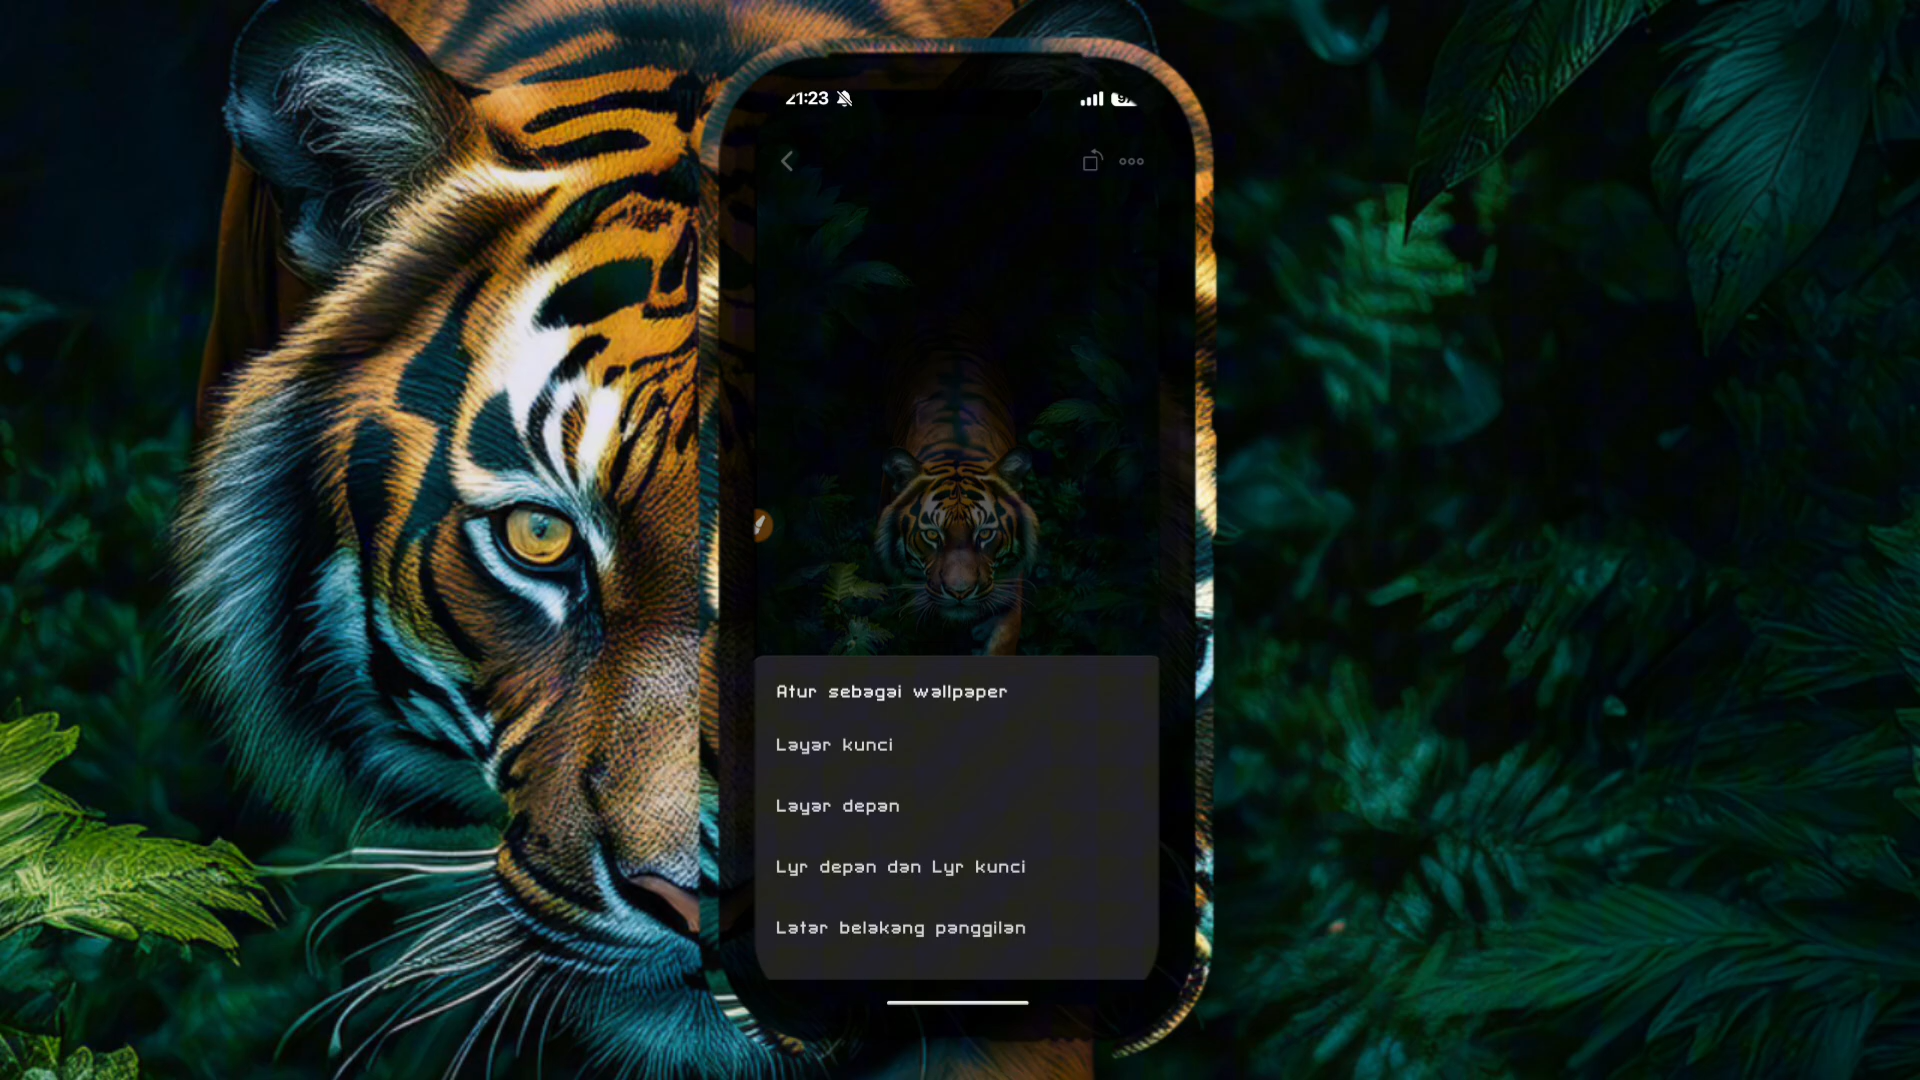 21:23
Atur sebagai wallpaper
Layar kunci
Layar depan
Lyr depan dan Lyr kunci
Latar belakang panggilan